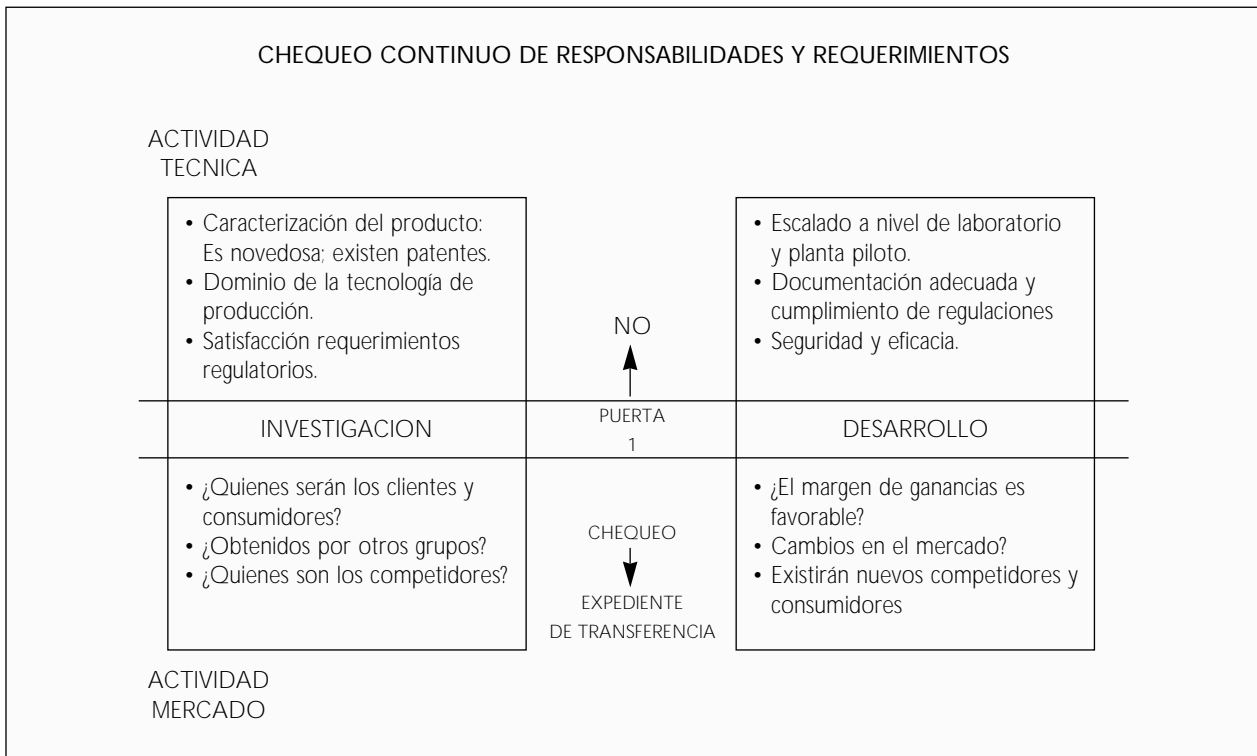 CHEQUEO CONTINUO DE RESPONSABILIDADES Y REQUERIMIENTOS
ACTIVIDAD
TECNICA
• Caracterización del producto:
Es novedosa; existen patentes.
• Dominio de la tecnología de
producción.
• Satisfacción requerimientos
regulatorios.
NO
• Escalado a nivel de laboratorio
y planta piloto.
• Documentación adecuada y
cumplimiento de regulaciones
• Seguridad y eficacia.
INVESTIGACION
PUERTA
1
DESARROLLO
• ¿Quienes serán los clientes y
consumidores?
• ¿Obtenidos por otros grupos?
• ¿Quienes son los competidores?
CHEQUEO
EXPEDIENTE
DE TRANSFERENCIA
• ¿El margen de ganancias es
favorable?
• Cambios en el mercado?
• Existirán nuevos competidores y
consumidores
ACTIVIDAD
MERCADO